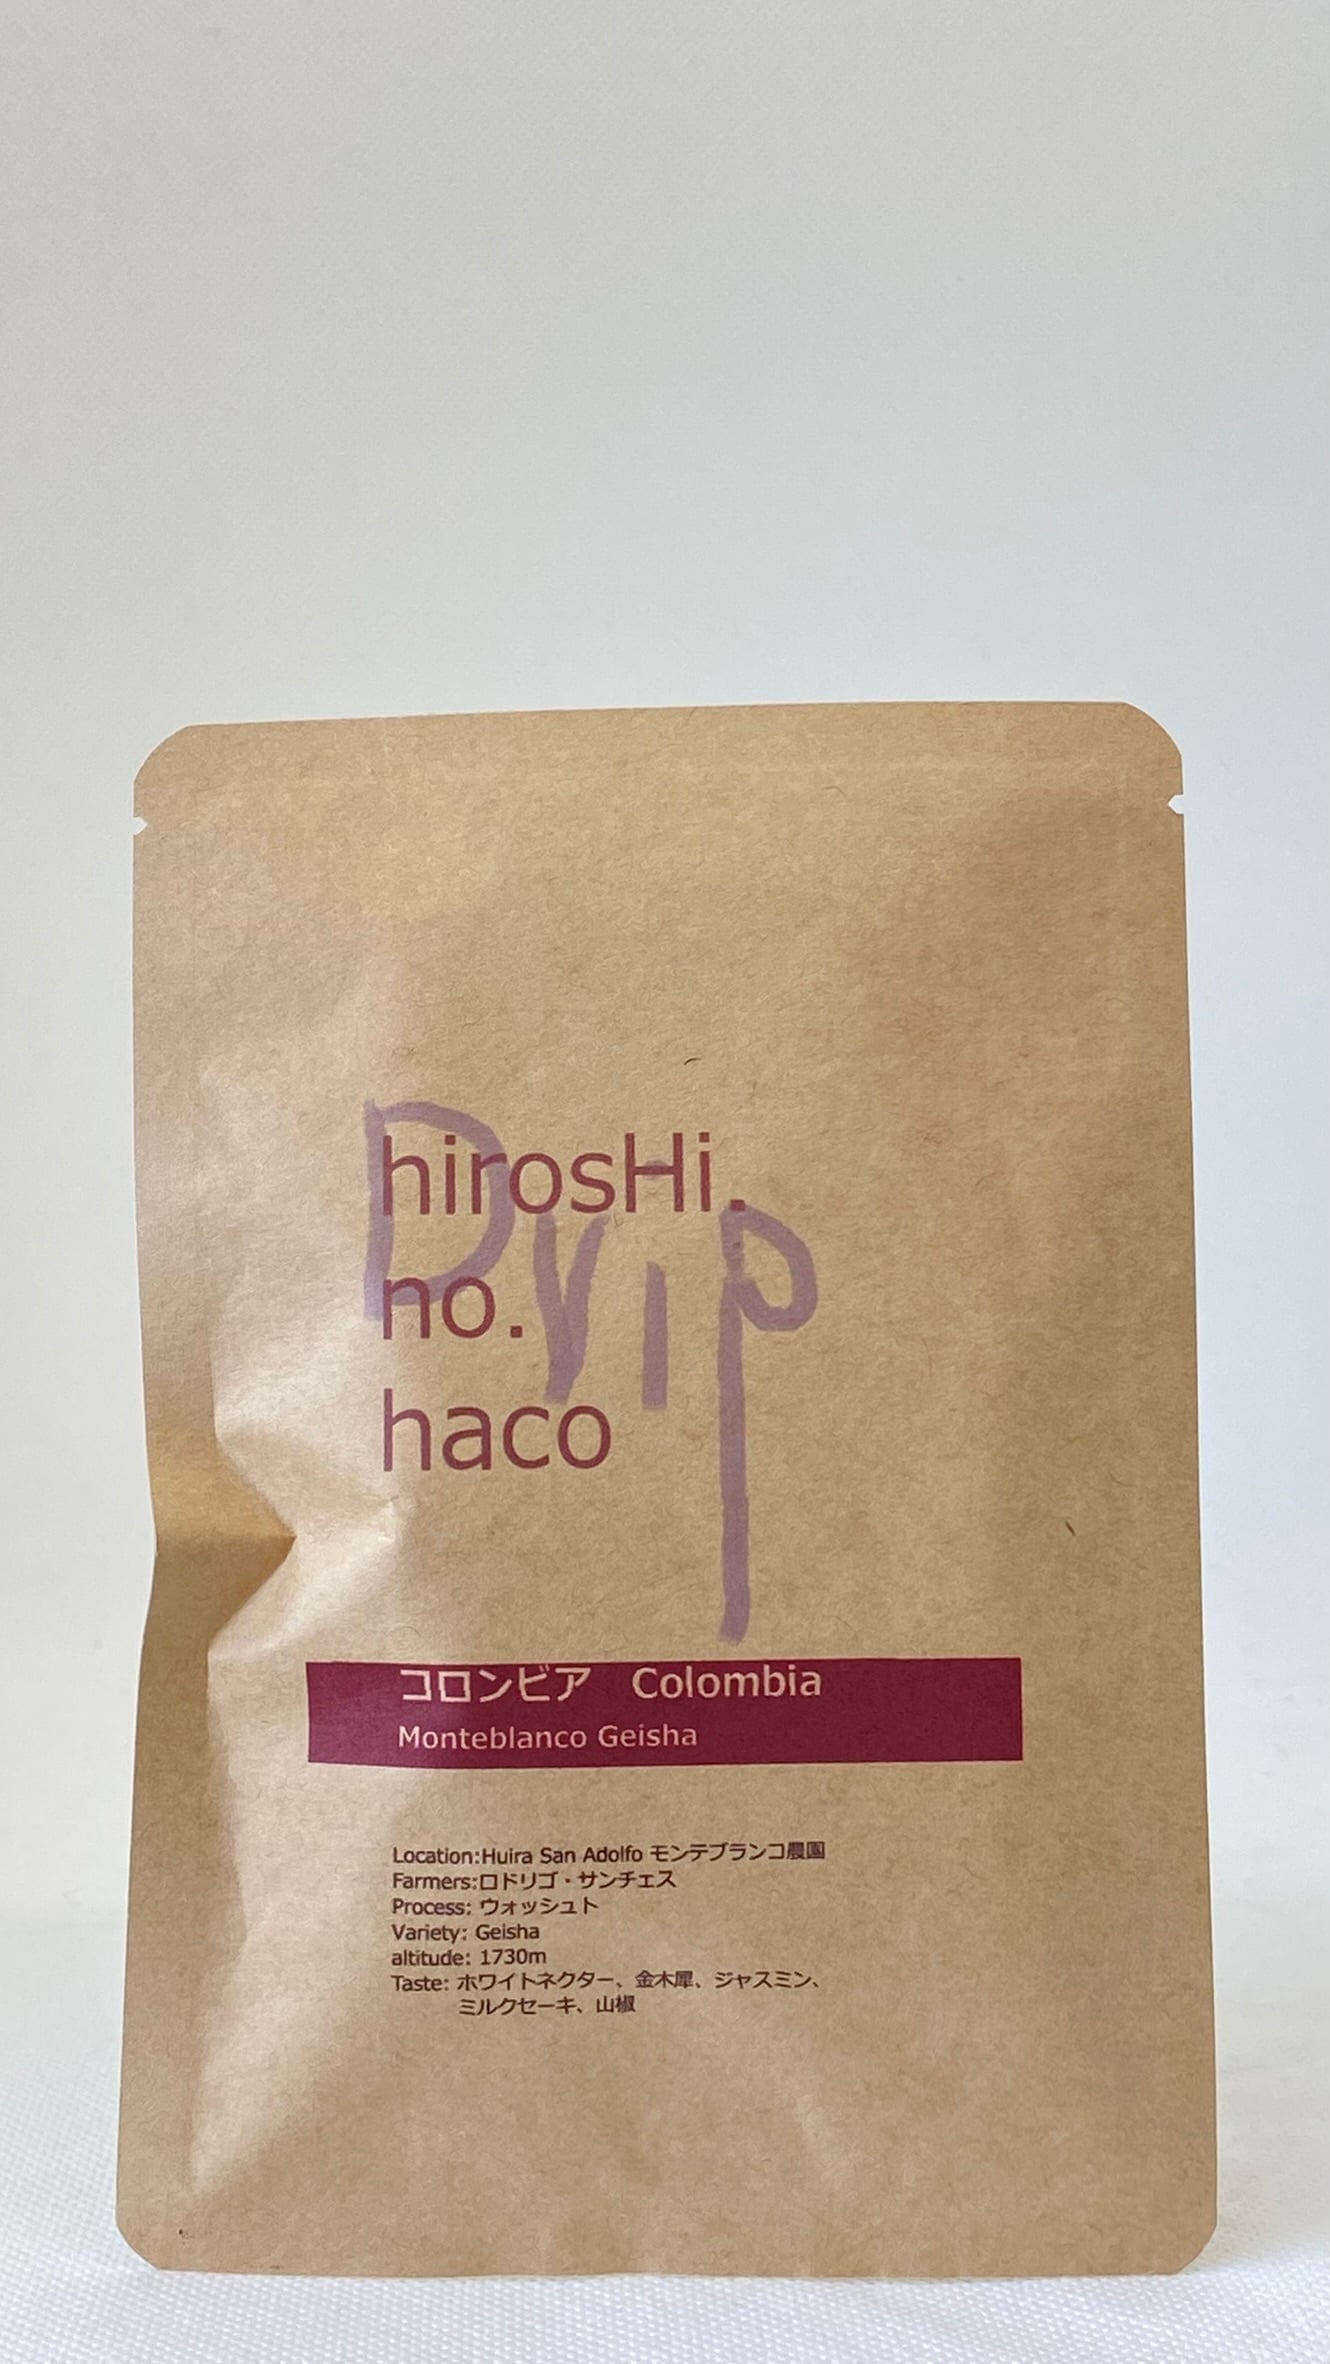 Drip
hirosHi.
no.
haco
コロンビア　Colombia
Monteblanco Geisha
Location:Huira San Adolfo モンテブランコ農園
Farmers:ロドリゴ・サンチェス
Process: ウォッシュト
Variety: Geisha
altitude: 1730m
Taste: ホワイトネクター、金木犀、ジャスミン、
ミルクセーキ、山椒